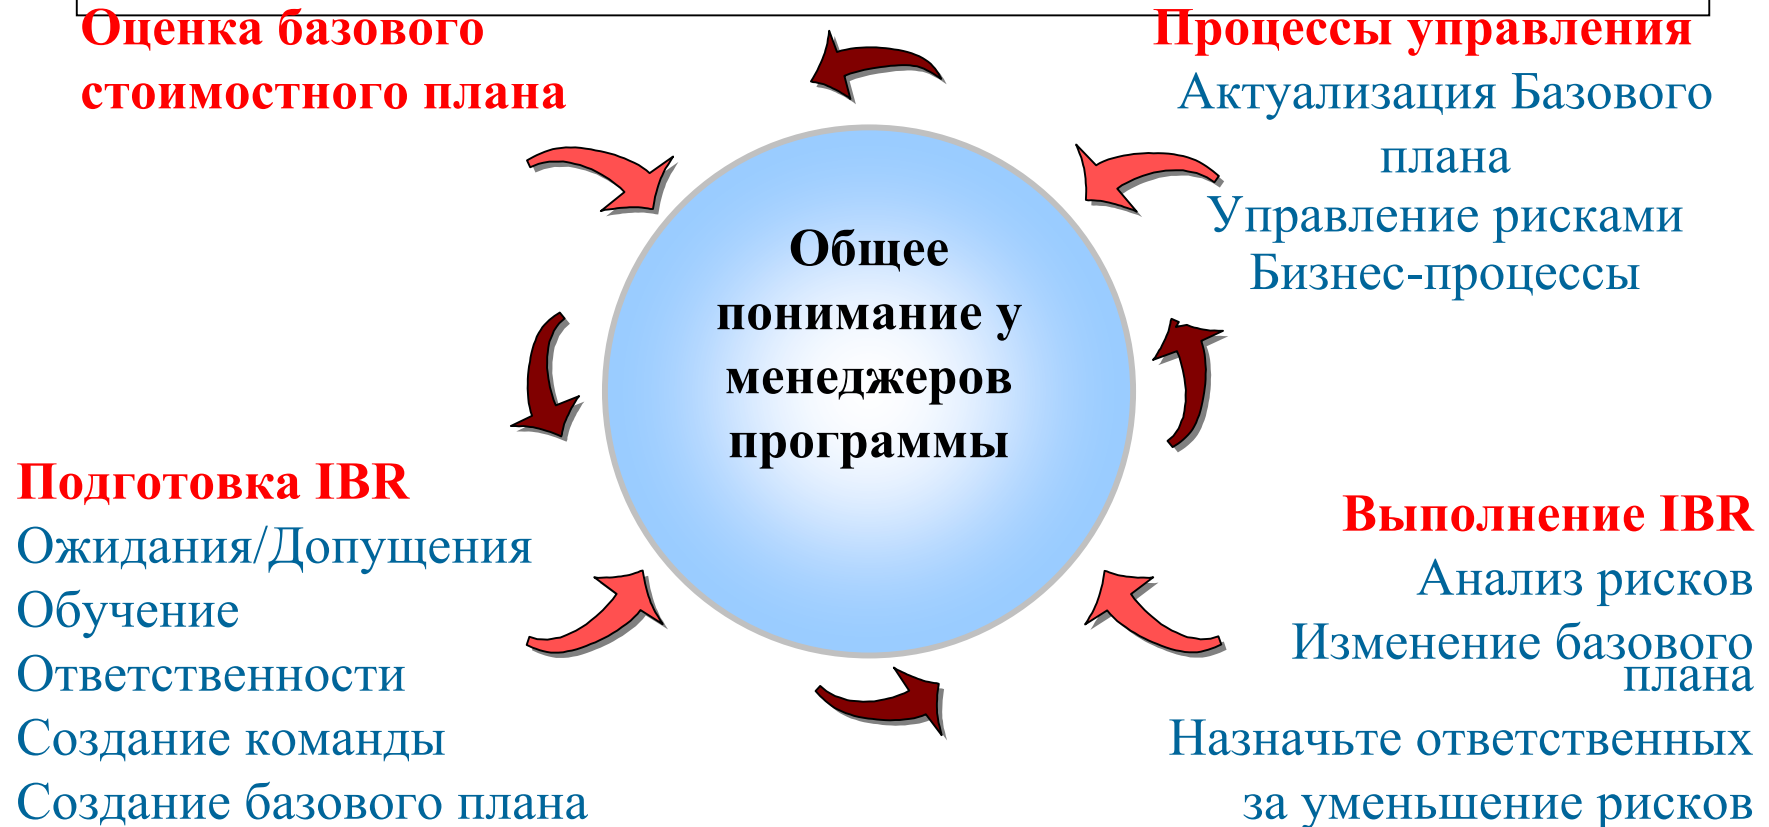 Оценка базового
стоимостного плана
Процессы управления
Актуализация Базового
плана
Управление рисками
Бизнес-процессы
Общее
понимание у
менеджеров
программы
Подготовка IBR
Ожидания/Допущения
Обучение
Ответственности
Создание команды
Создание базового плана
Выполнение IBR
Анализ рисков
Изменение базового
плана
Назначьте ответственных
за уменьшение рисков